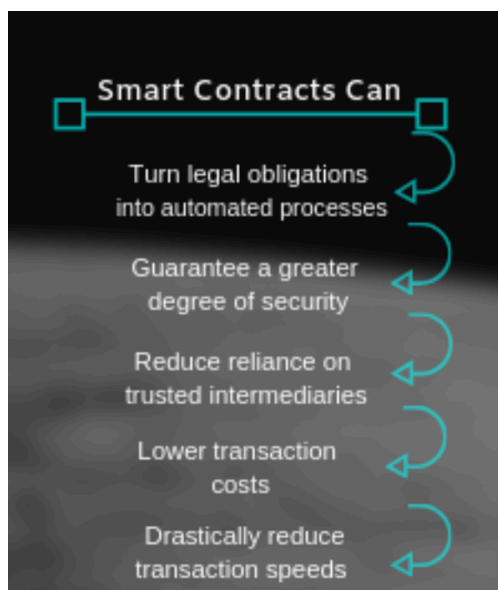 Smart Contracts Can
Turn legal obligations
into automated processes
Guarantee a greater
degree of security
Reduce reliance on
trusted intermediaries
Lower transaction
costs
Drastically reduce
transaction speeds